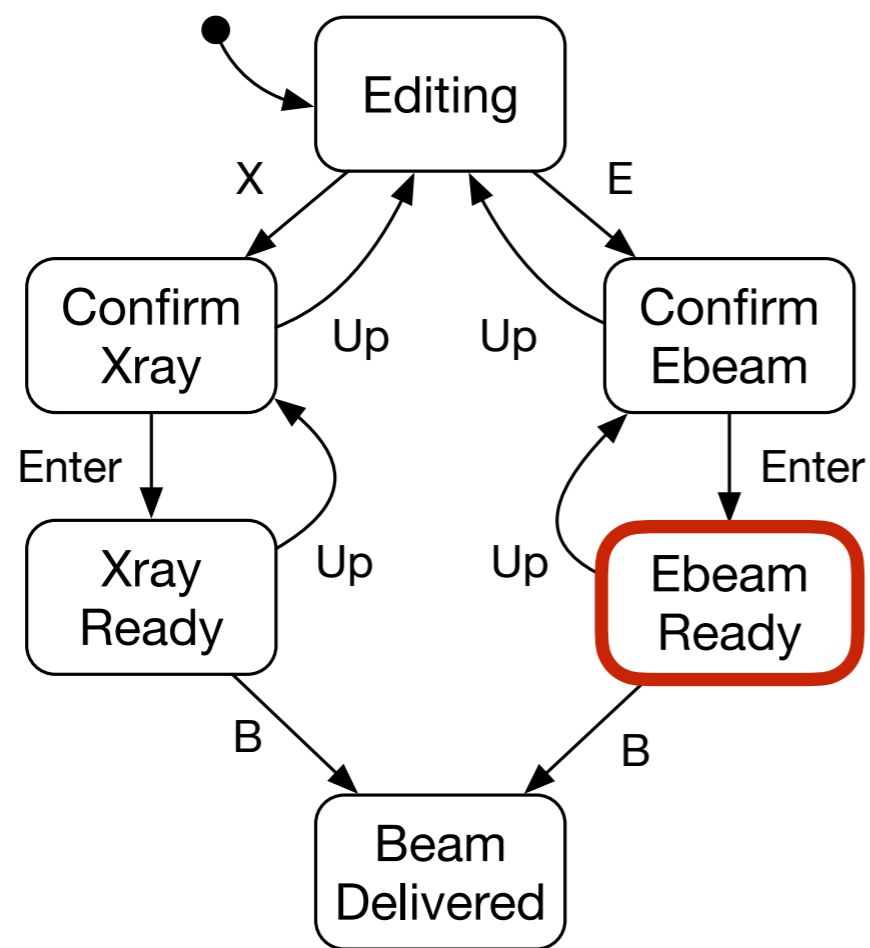 Editing
X
E
Confirm
Xray
Up
Up
Confirm
Ebeam
Enter
Enter
Xray
Ready
Up
Up
Ebeam
Ready
B
B
Beam
Delivered